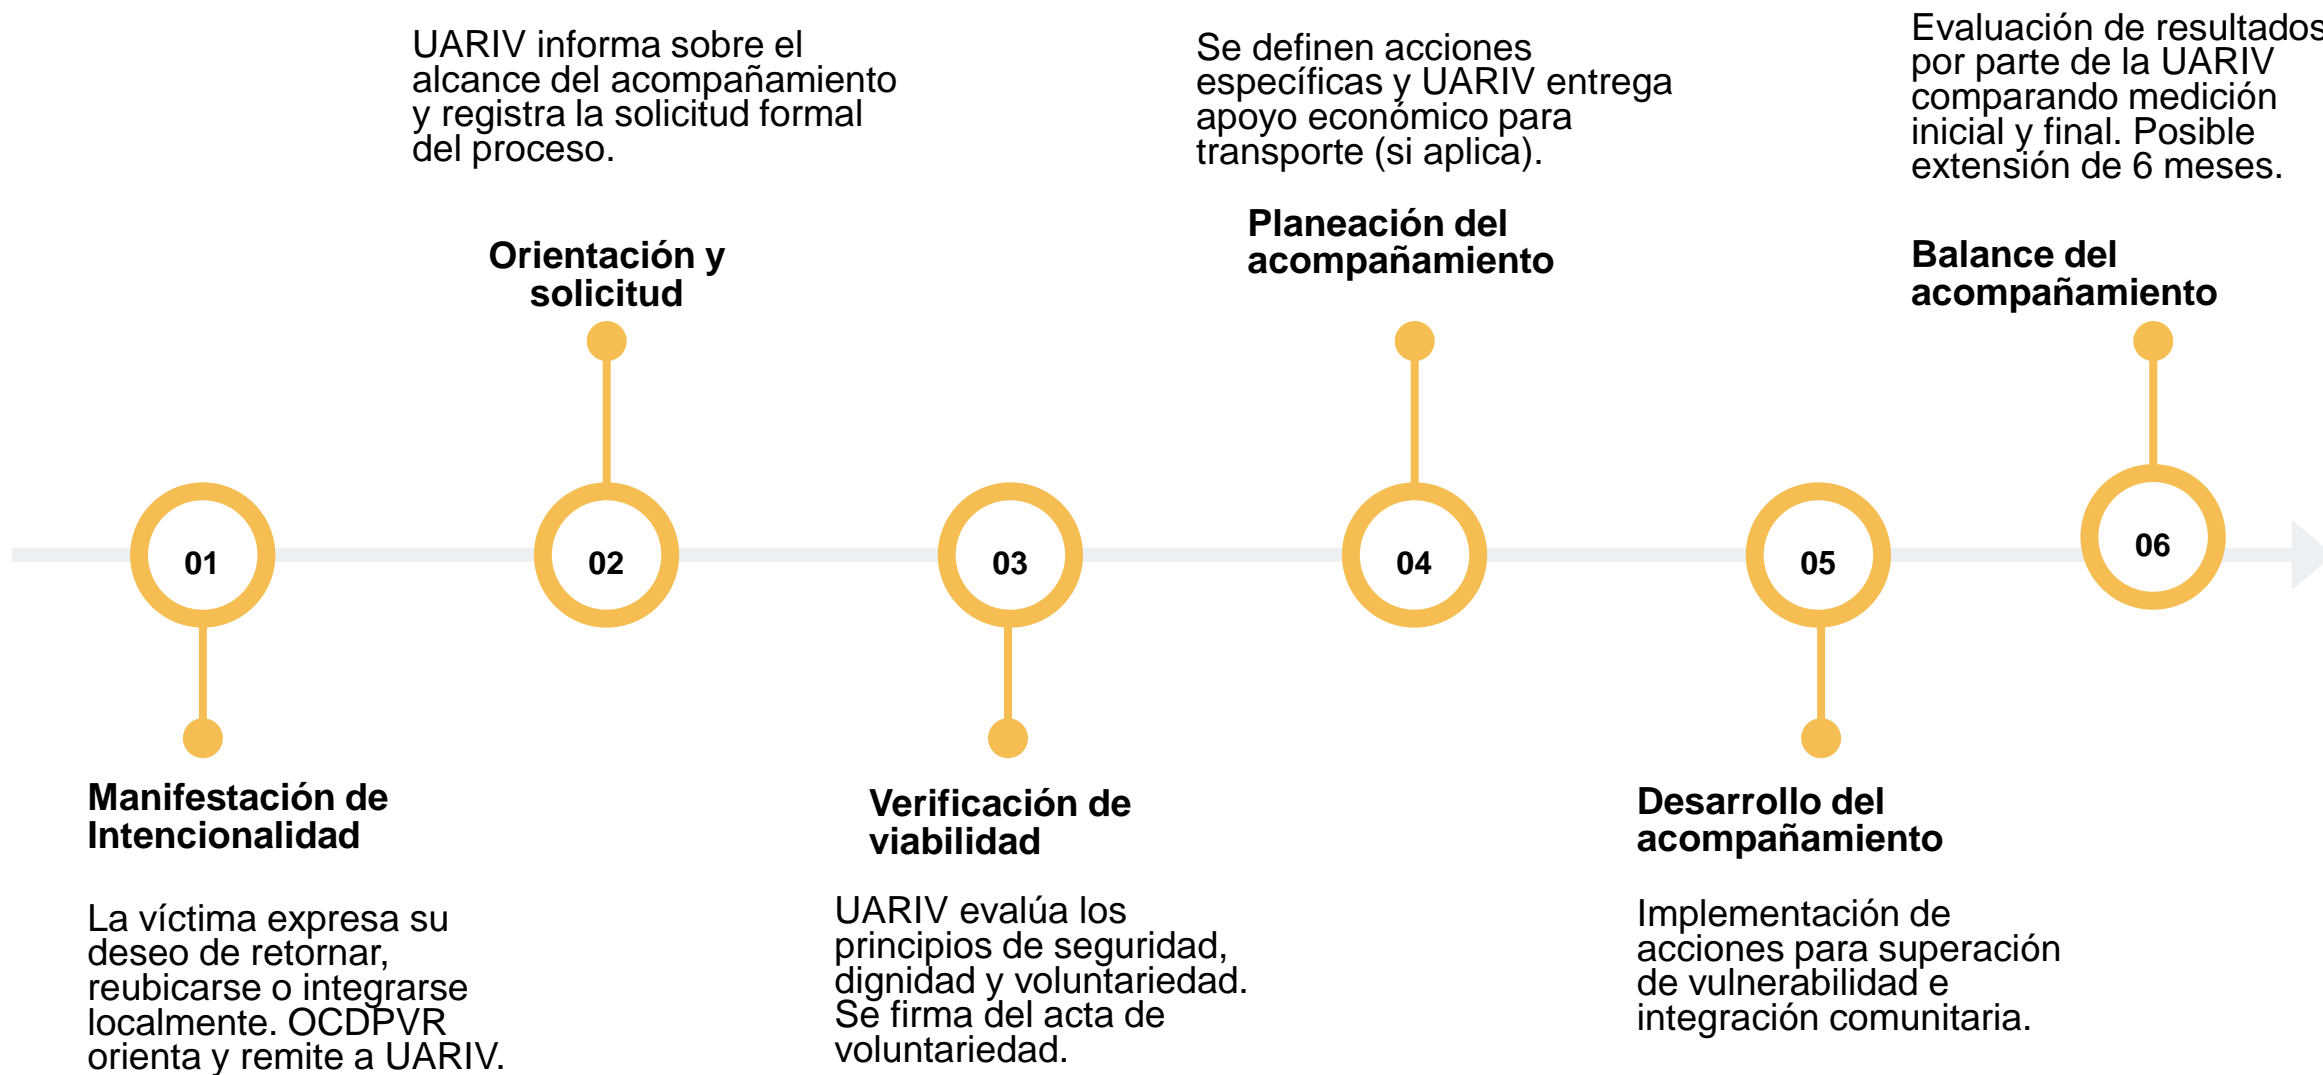 UARIV informa sobre el
alcance del acompañamiento
y registra la solicitud formal
del proceso.
Se definen acciones
específicas y UARIV entrega
apoyo económico para
transporte (si aplica).
Evaluación de resultados
por parte de la UARIV
comparando medición
inicial y final. Posible
extensión de 6 meses.
Orientación y
solicitud
Planeación del
acompañamiento
Balance del
acompañamiento
01
02
03
04
05
06
Manifestación de
Intencionalidad
La víctima expresa su
deseo de retornar,
reubicarse o integrarse
localmente. OCDPVR
orienta y remite a UARIV.
Verificación de
viabilidad
UARIV evalúa los
principios de seguridad,
dignidad y voluntariedad.
Se firma del acta de
voluntariedad.
Desarrollo del
acompañamiento
Implementación de
acciones para superación
de vulnerabilidad e
integración comunitaria.